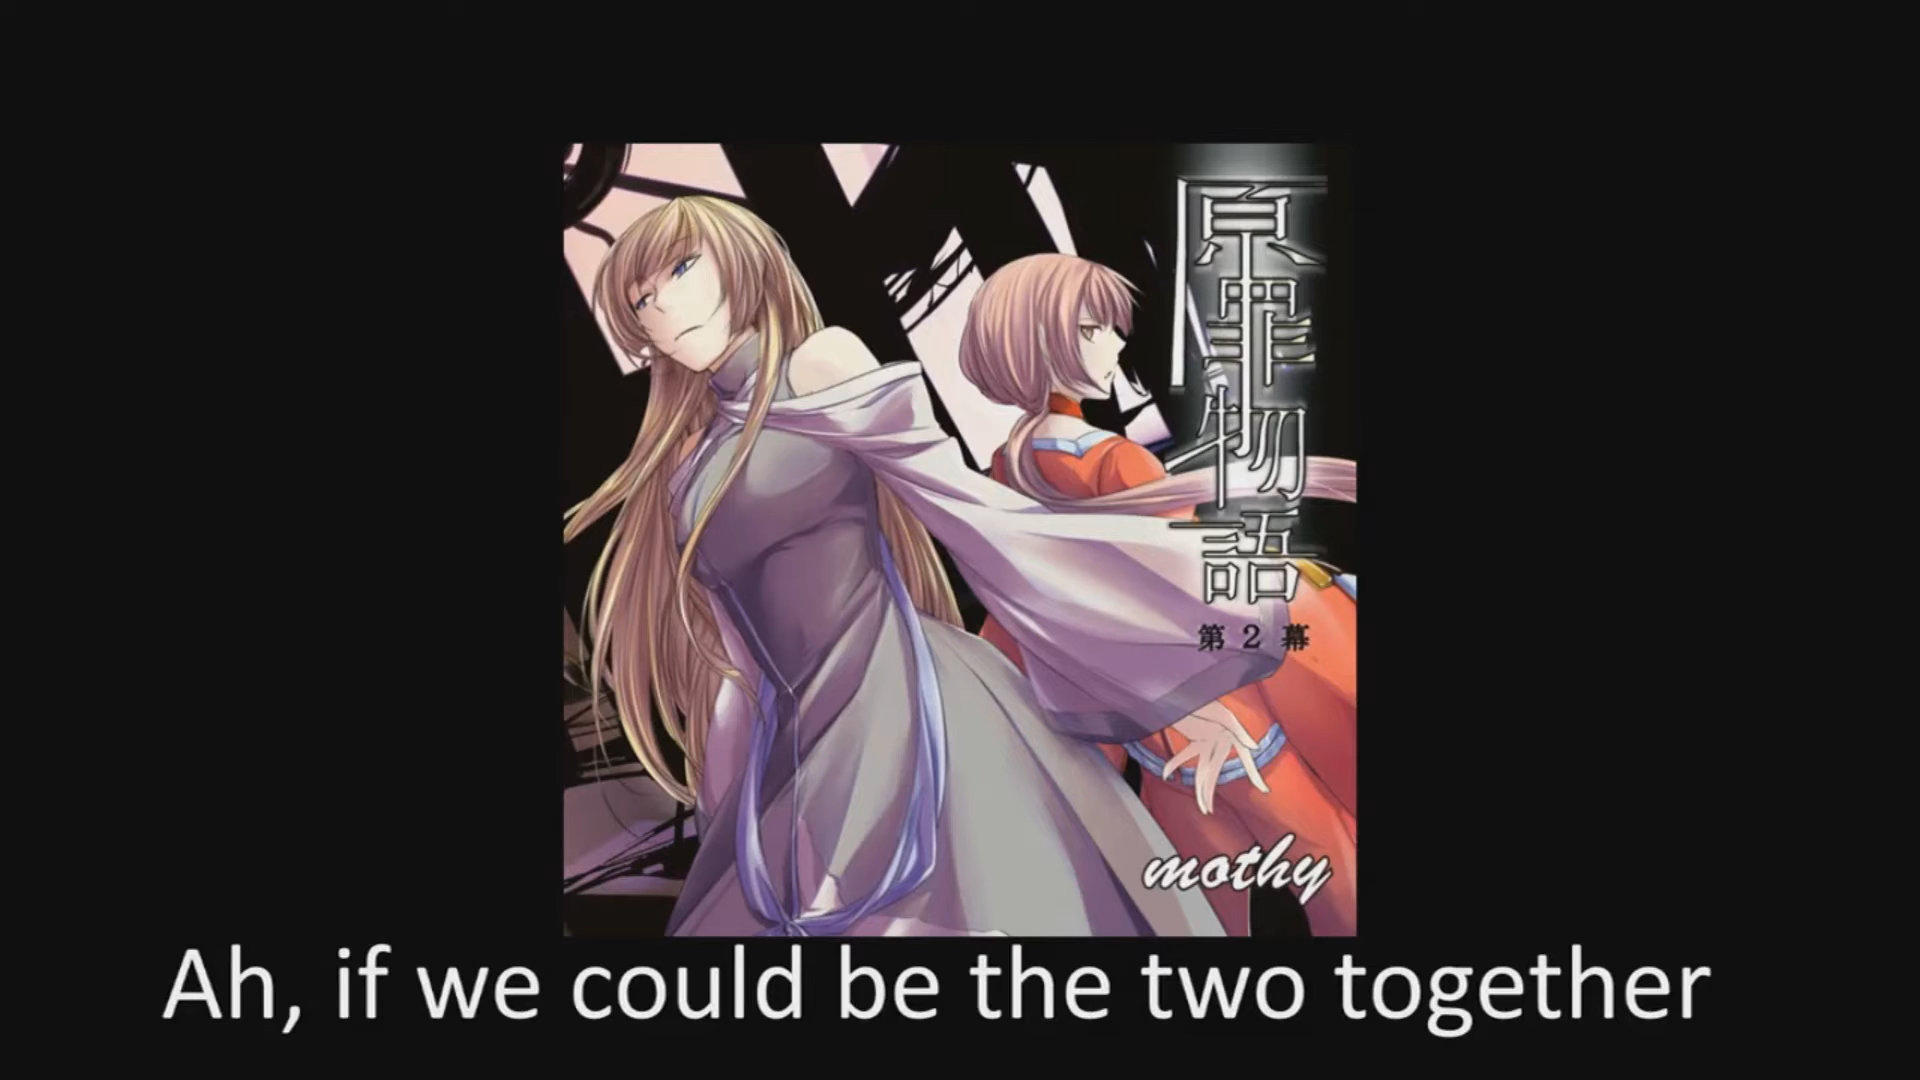 原罪物語
第2幕
mothy
Ah, if we could be the two together